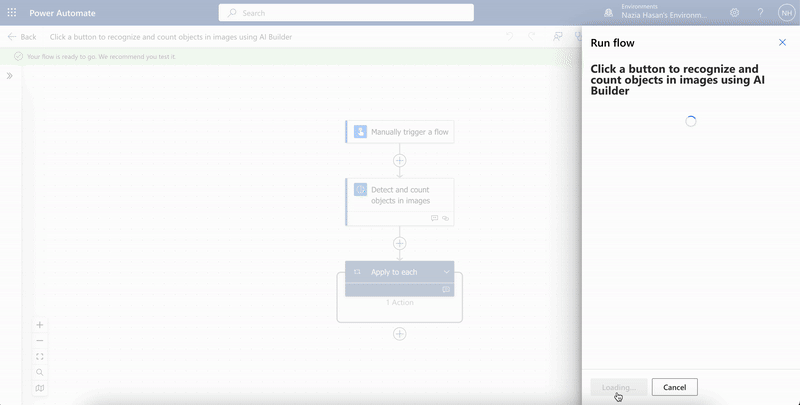 Power Automate
Search
Environments
Nazia Hasan's Environm...
NH
Back
Click a button to recognize and count objects in images using AI Builder
Your flow is ready to go. We recommend you test it.
Manually trigger a flow
Detect and count
objects in images
Apply to each
1 Action
Run flow
Click a button to recognize and
count objects in images using AI
Builder
Loading...
Cancel